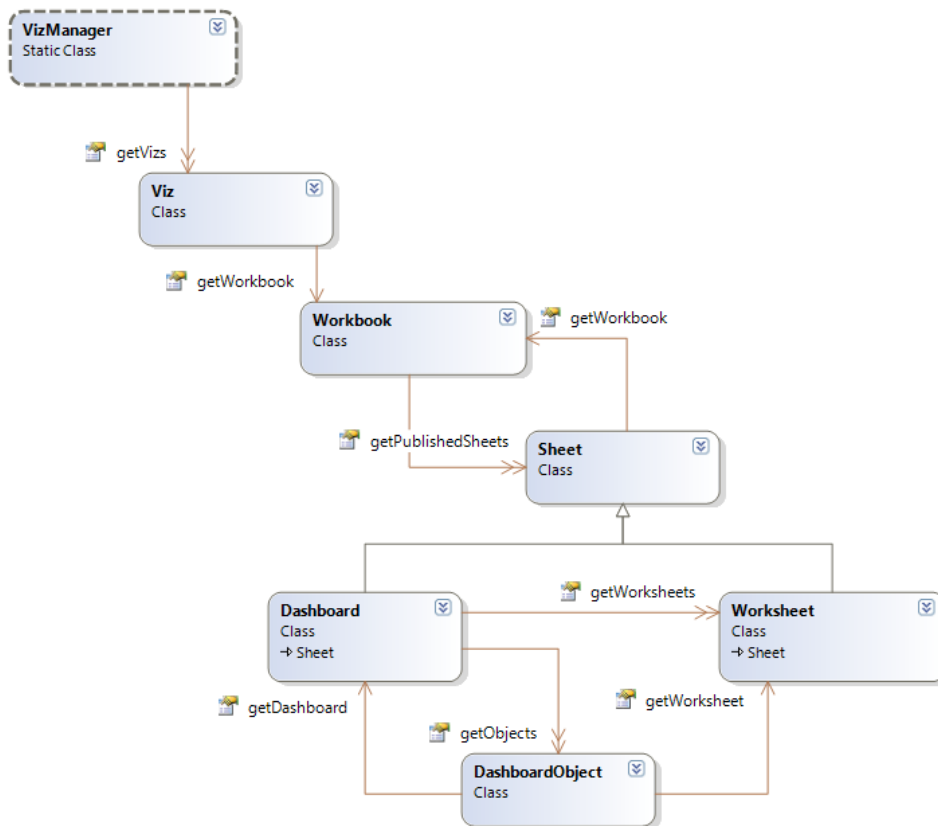 VizManager
Static Class
getVizs
Viz
Class
getWorkbook
Workbook
Class
getWorkbook
getPublishedSheets
Sheet
Class
getWorksheets
Dashboard
Class
Sheet
Worksheet
Class
Sheet
getDashboard
getWorksheet
getObjects
DashboardObject
Class